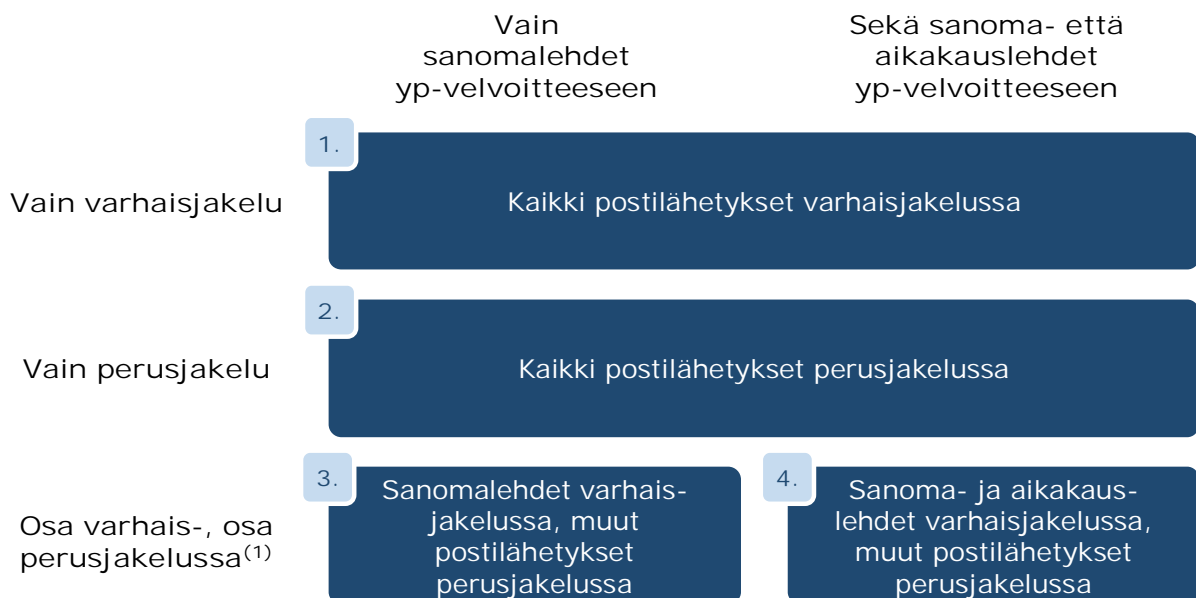 Vain
sanomalehdet
yp-velvoitteeseen
Sekä sanoma- että
aikakauslehdet
yp-velvoitteeseen
1.
Vain varhaisjakelu
Kaikki postilähetykset varhaisjakelussa
2.
Vain perusjakelu
Kaikki postilähetykset perusjakelussa
Osa varhais-, osa
perusjakelussa(1)
3.
Sanomalehdet varhais-
jakelussa, muut
postilähetykset
perusjakelussa
4.
Sanoma- ja aikakaus-
lehdet varhaisjakelussa,
muut postilähetykset
perusjakelussa